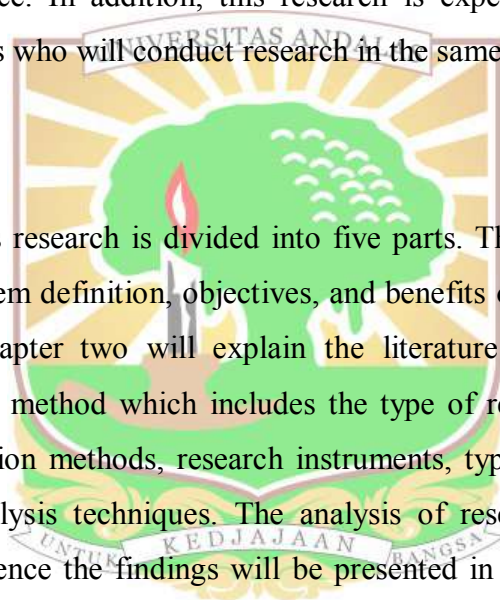 ce. In addition, this research is expe
UNIVERSITAS ANDALA
s who will conduct research in the same
s research is divided into five parts. Th
em definition, objectives, and benefits o
apter two will explain the literature
method which includes the type of re
ion methods, research instruments, typ
lysis techniques. The analysis of rese
UNTUK KEDJAJAAN BANGSA
ence the findings will be presented in